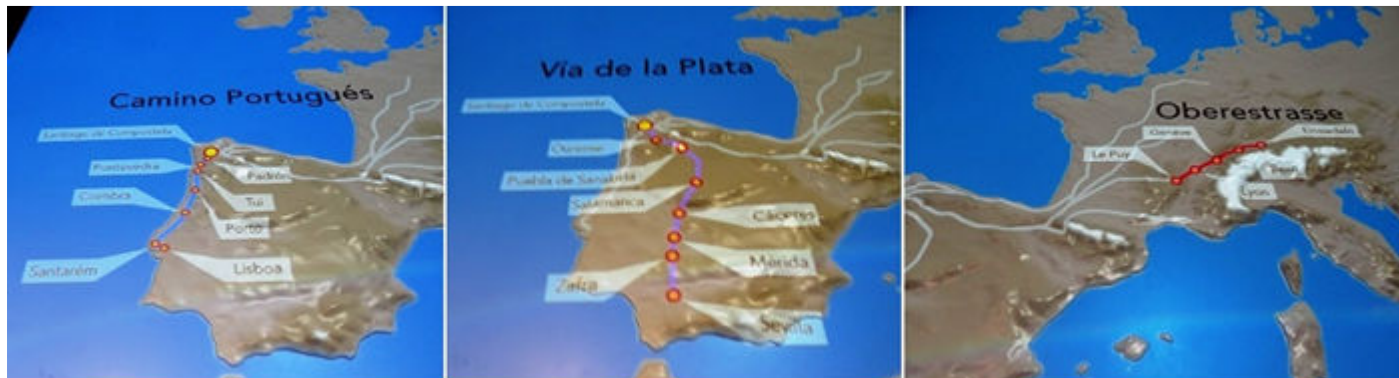 Camino Portugués
Santiago de Compostela
Pontevedra
Padrón
Coimbra
Tui
Porto
Santarém
Lisboa
Vía de la Plata
Santiago de Compostela
Ourense
Puebla de Sanabria
Salamanca
Cáceres
Mérida
Zafra
Sevilla
Oberestrasse
Genève
Einsiedeln
Le Puy
Lyon